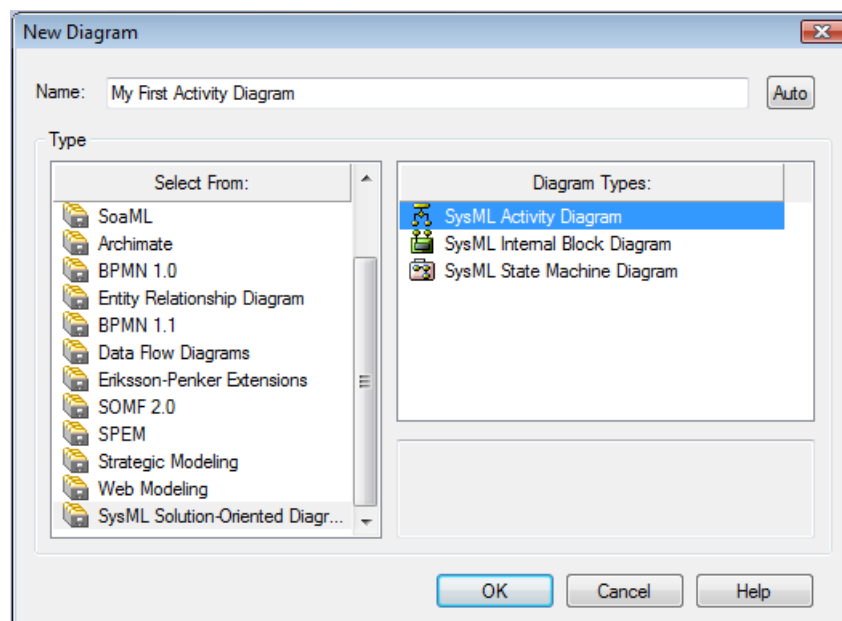 New Diagram
Name: My First Activity Diagram Auto
Type
Select From:
SoaML
Archimate
BPMN 1.0
Entity Relationship Diagram
BPMN 1.1
Data Flow Diagrams
Eriksson-Penker Extensions
SOMF 2.0
SPEM
Strategic Modeling
Web Modeling
SysML Solution-Oriented Diagr...
Diagram Types:
SysML Activity Diagram
SysML Internal Block Diagram
SysML State Machine Diagram
OK Cancel Help